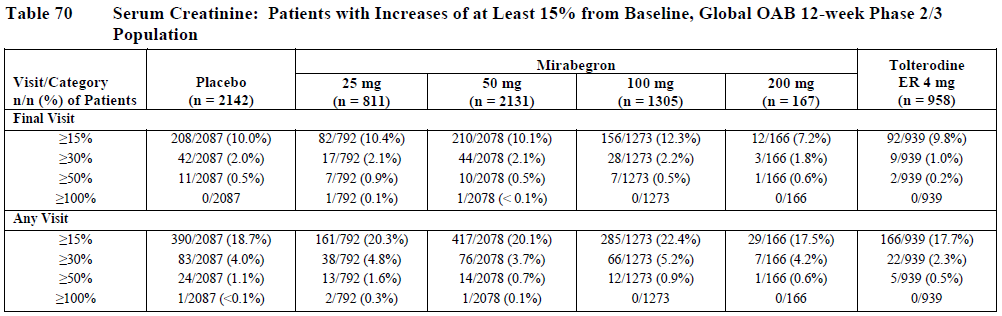 Table 70 Serum Creatinine: Patients with Increases of at Least 15% from Baseline, Global OAB 12-week Phase 2/3
Population
Visit/Category n/n (%) of Patients Placebo (n = 2142) Mirabegron Tolterodine ER 4 mg (n = 958)
25 mg (n = 811) 50 mg (n = 2131) 100 mg (n = 1305) 200 mg (n = 167)
Final Visit
≥15% 208/2087 (10.0%) 82/792 (10.4%) 210/2078 (10.1%) 156/1273 (12.3%) 12/166 (7.2%) 92/939 (9.8%)
≥30% 42/2087 (2.0%) 17/792 (2.1%) 44/2078 (2.1%) 28/1273 (2.2%) 3/166 (1.8%) 9/939 (1.0%)
≥50% 11/2087 (0.5%) 7/792 (0.9%) 10/2078 (0.5%) 7/1273 (0.5%) 1/166 (0.6%) 2/939 (0.2%)
≥100% 0/2087 1/792 (0.1%) 1/2078 (< 0.1%) 0/1273 0/166 0/939
Any Visit
≥15% 390/2087 (18.7%) 161/792 (20.3%) 417/2078 (20.1%) 285/1273 (22.4%) 29/166 (17.5%) 166/939 (17.7%)
≥30% 83/2087 (4.0%) 38/792 (4.8%) 76/2078 (3.7%) 66/1273 (5.2%) 7/166 (4.2%) 22/939 (2.3%)
≥50% 24/2087 (1.1%) 13/792 (1.6%) 14/2078 (0.7%) 12/1273 (0.9%) 1/166 (0.6%) 5/939 (0.5%)
≥100% 1/2087 (<0.1%) 2/792 (0.3%) 1/2078 (0.1%) 0/1273 0/166 0/939